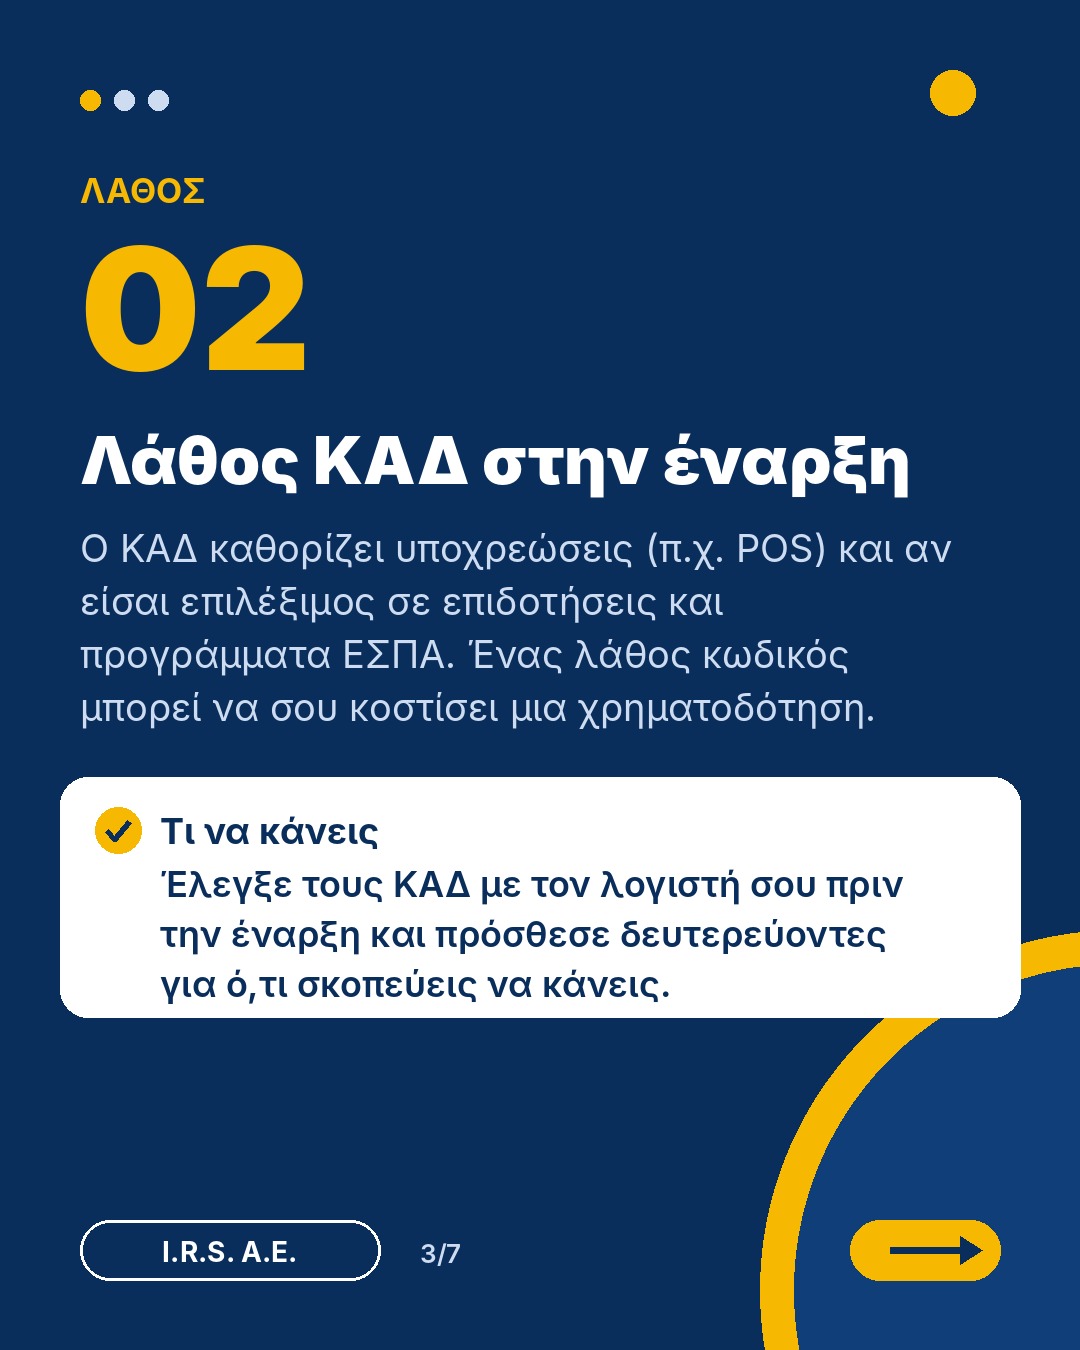 ΛΑΘΟΣ
02
Λάθος ΚΑΔ στην έναρξη
Ο ΚΑΔ καθορίζει υποχρεώσεις (π.χ. POS) και αν
είσαι επιλέξιμος σε επιδοτήσεις και
προγράμματα ΕΣΠΑ. Ένας λάθος κωδικός
μπορεί να σου κοστίσει μια χρηματοδότηση.
Τι να κάνεις
Έλεγξε τους ΚΑΔ με τον λογιστή σου πριν
την έναρξη και πρόσθεσε δευτερεύοντες
για ό,τι σκοπεύεις να κάνεις.
I.R.S. A.E.
3/7